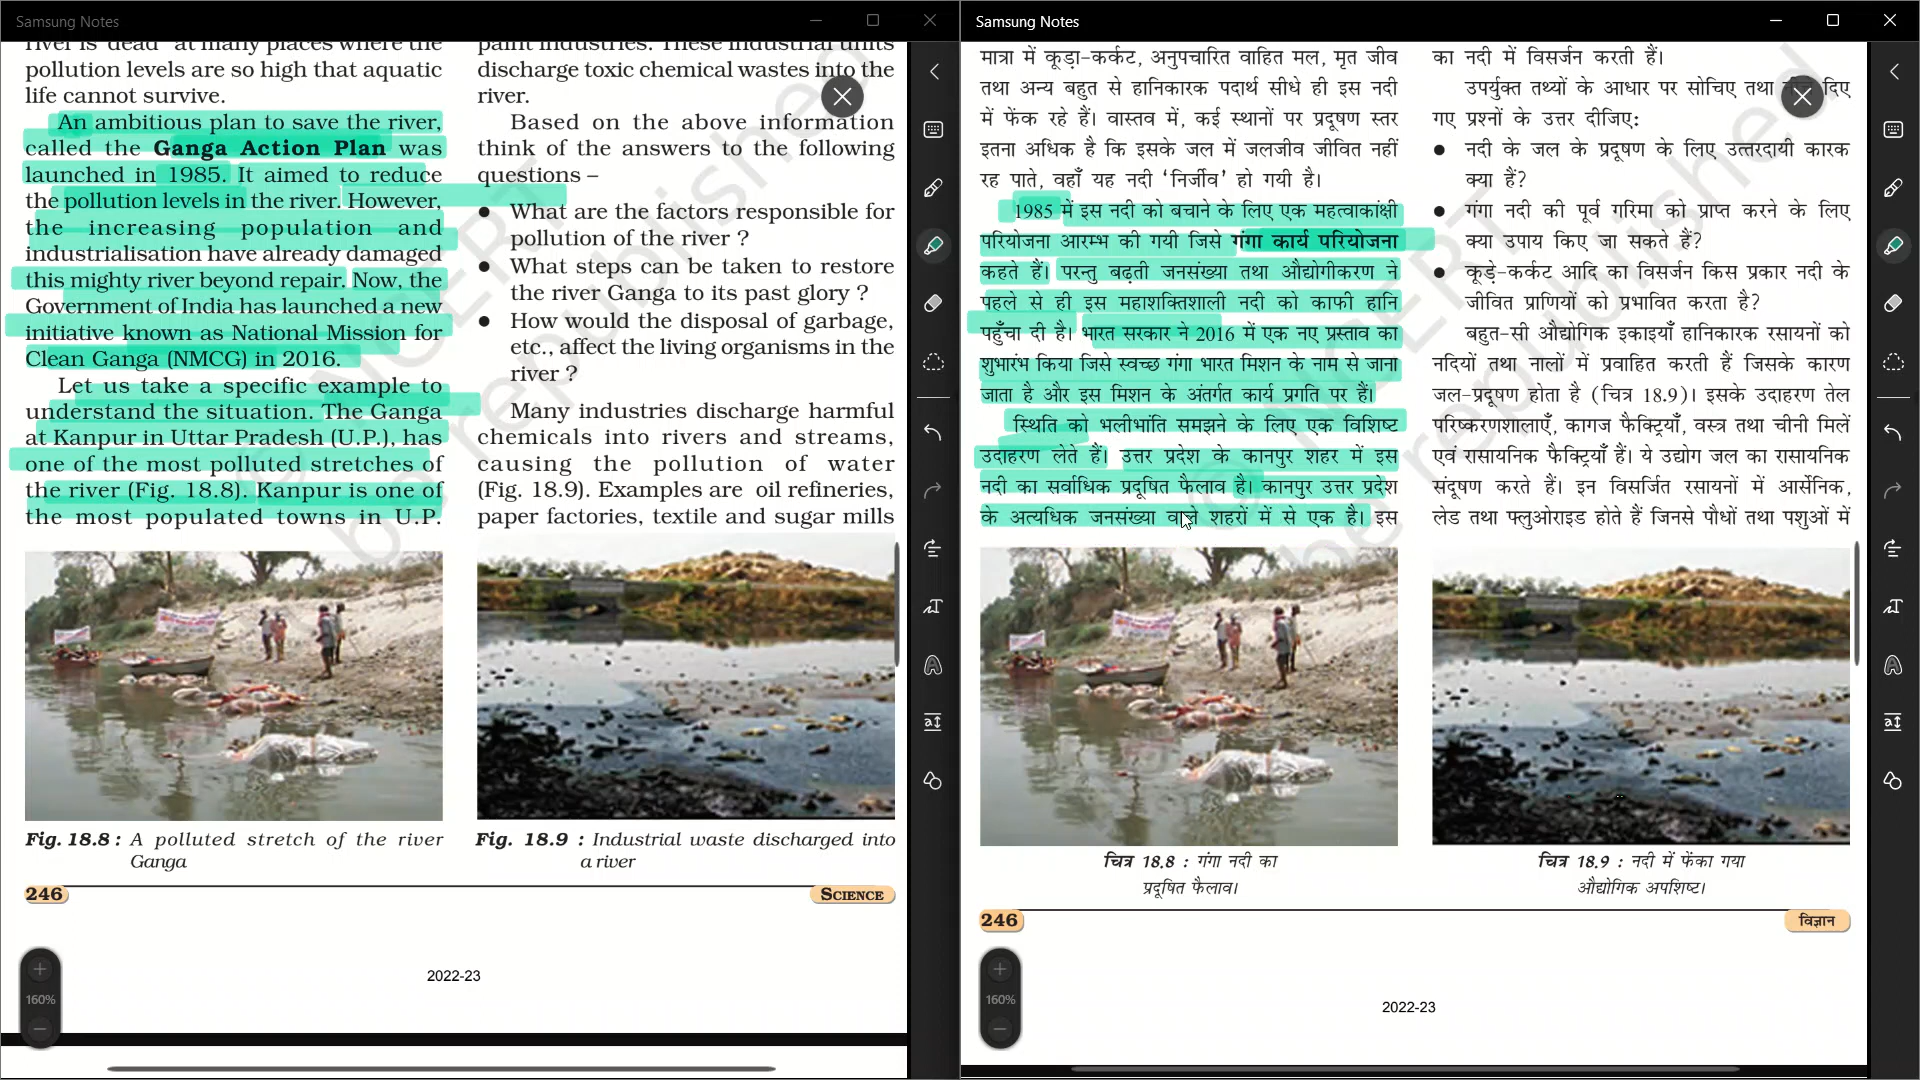 Samsung Notes
river is 'dead' at many places where the
pollution levels are so high that aquatic
life cannot survive.
An ambitious plan to save the river,
called the Ganga Action Plan was
launched in 1985. It aimed to reduce
the pollution levels in the river. However,
the increasing population and
industrialisation have already damaged
this mighty river beyond repair. Now, the
Government of India has launched a new
initiative known as National Mission for
Clean Ganga (NMCG) in 2016.
Let us take a specific example to
understand the situation. The Ganga
at Kanpur in Uttar Pradesh (U.P.), has
one of the most polluted stretches of
the river (Fig. 18.8). Kanpur is one of
the most populated towns in U.P.
Fig. 18.8 : A polluted stretch of the river
Ganga
paint industries. These industrial units
discharge toxic chemical wastes into the
river.
Based on the above information
think of the answers to the following
questions –
● What are the factors responsible for
pollution of the river ?
● What steps can be taken to restore
the river Ganga to its past glory ?
● How would the disposal of garbage,
etc., affect the living organisms in the
river ?
Many industries discharge harmful
chemicals into rivers and streams,
causing the pollution of water
(Fig. 18.9). Examples are oil refineries,
paper factories, textile and sugar mills
Fig. 18.9 : Industrial waste discharged into
a river
246
SCIENCE
2022-23
160%
Samsung Notes
मात्रा में कूड़ा-कर्कट, अनुपचारित वाहित मल, मृत जीव
तथा अन्य बहुत से हानिकारक पदार्थ सीधे ही इस नदी
में फेंक रहे हैं। वास्तव में, कई स्थानों पर प्रदूषण स्तर
इतना अधिक है कि इसके जल में जलजीव जीवित नहीं
रह पाते, वहाँ यह नदी ‘निर्जीव’ हो गयी है।
1985 में इस नदी को बचाने के लिए एक महत्वाकांक्षी
परियोजना आरम्भ की गयी जिसे गंगा कार्य परियोजना
कहते हैं। परन्तु बढ़ती जनसंख्या तथा औद्योगीकरण ने
पहले से ही इस महाशक्तिशाली नदी को काफी हानि
पहुँचा दी है। भारत सरकार ने 2016 में एक नए प्रस्ताव का
शुभारंभ किया जिसे स्वच्छ गंगा भारत मिशन के नाम से जाना
जाता है और इस मिशन के अंतर्गत कार्य प्रगति पर हैं।
स्थिति को भलीभांति समझने के लिए एक विशिष्ट
उदाहरण लेते हैं। उत्तर प्रदेश के कानपुर शहर में इस
नदी का सर्वाधिक प्रदूषित फैलाव है। कानपुर उत्तर प्रदेश
के अत्यधिक जनसंख्या वाले शहरों में से एक है। इस
चित्र 18.8 : गंगा नदी का
प्रदूषित फैलाव।
का नदी में विसर्जन करती हैं।
उपर्युक्त तथ्यों के आधार पर सोचिए तथा दिए
गए प्रश्नों के उत्तर दीजिए:
● नदी के जल के प्रदूषण के लिए उत्तरदायी कारक
क्या हैं?
● गंगा नदी की पूर्व गरिमा को प्राप्त करने के लिए
क्या उपाय किए जा सकते हैं?
● कूड़े-कर्कट आदि का विसर्जन किस प्रकार नदी के
जीवित प्राणियों को प्रभावित करता है?
बहुत-सी औद्योगिक इकाइयाँ हानिकारक रसायनों को
नदियों तथा नालों में प्रवाहित करती हैं जिसके कारण
जल-प्रदूषण होता है (चित्र 18.9)। इसके उदाहरण तेल
परिष्करणशालाएँ, कागज फैक्ट्रियाँ, वस्त्र तथा चीनी मिलें
एवं रासायनिक फैक्ट्रियाँ हैं। ये उद्योग जल का रासायनिक
संदूषण करते हैं। इन विसर्जित रसायनों में आर्सेनिक,
लेड तथा फ्लुओराइड होते हैं जिनसे पौधों तथा पशुओं में
चित्र 18.9 : नदी में फेंका गया
औद्योगिक अपशिष्ट।
246
विज्ञान
2022-23
160%